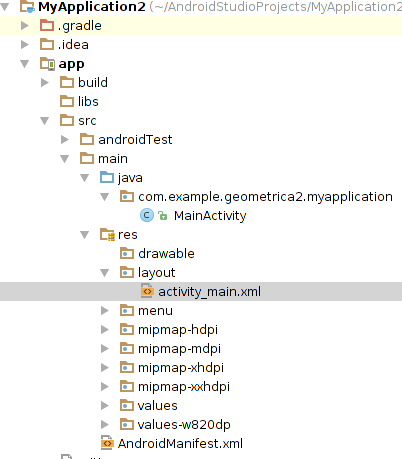 MyApplication2 (~/AndroidStudioProjects/MyApplication2
.gradle
.idea
app
build
libs
src
androidTest
main
java
com.example.geometrica2.myapplication
C MainActivity
res
drawable
layout
activity_main.xml
menu
mipmap-hdpi
mipmap-mdpi
mipmap-xhdpi
mipmap-xxhdpi
values
values-w820dp
AndroidManifest.xml